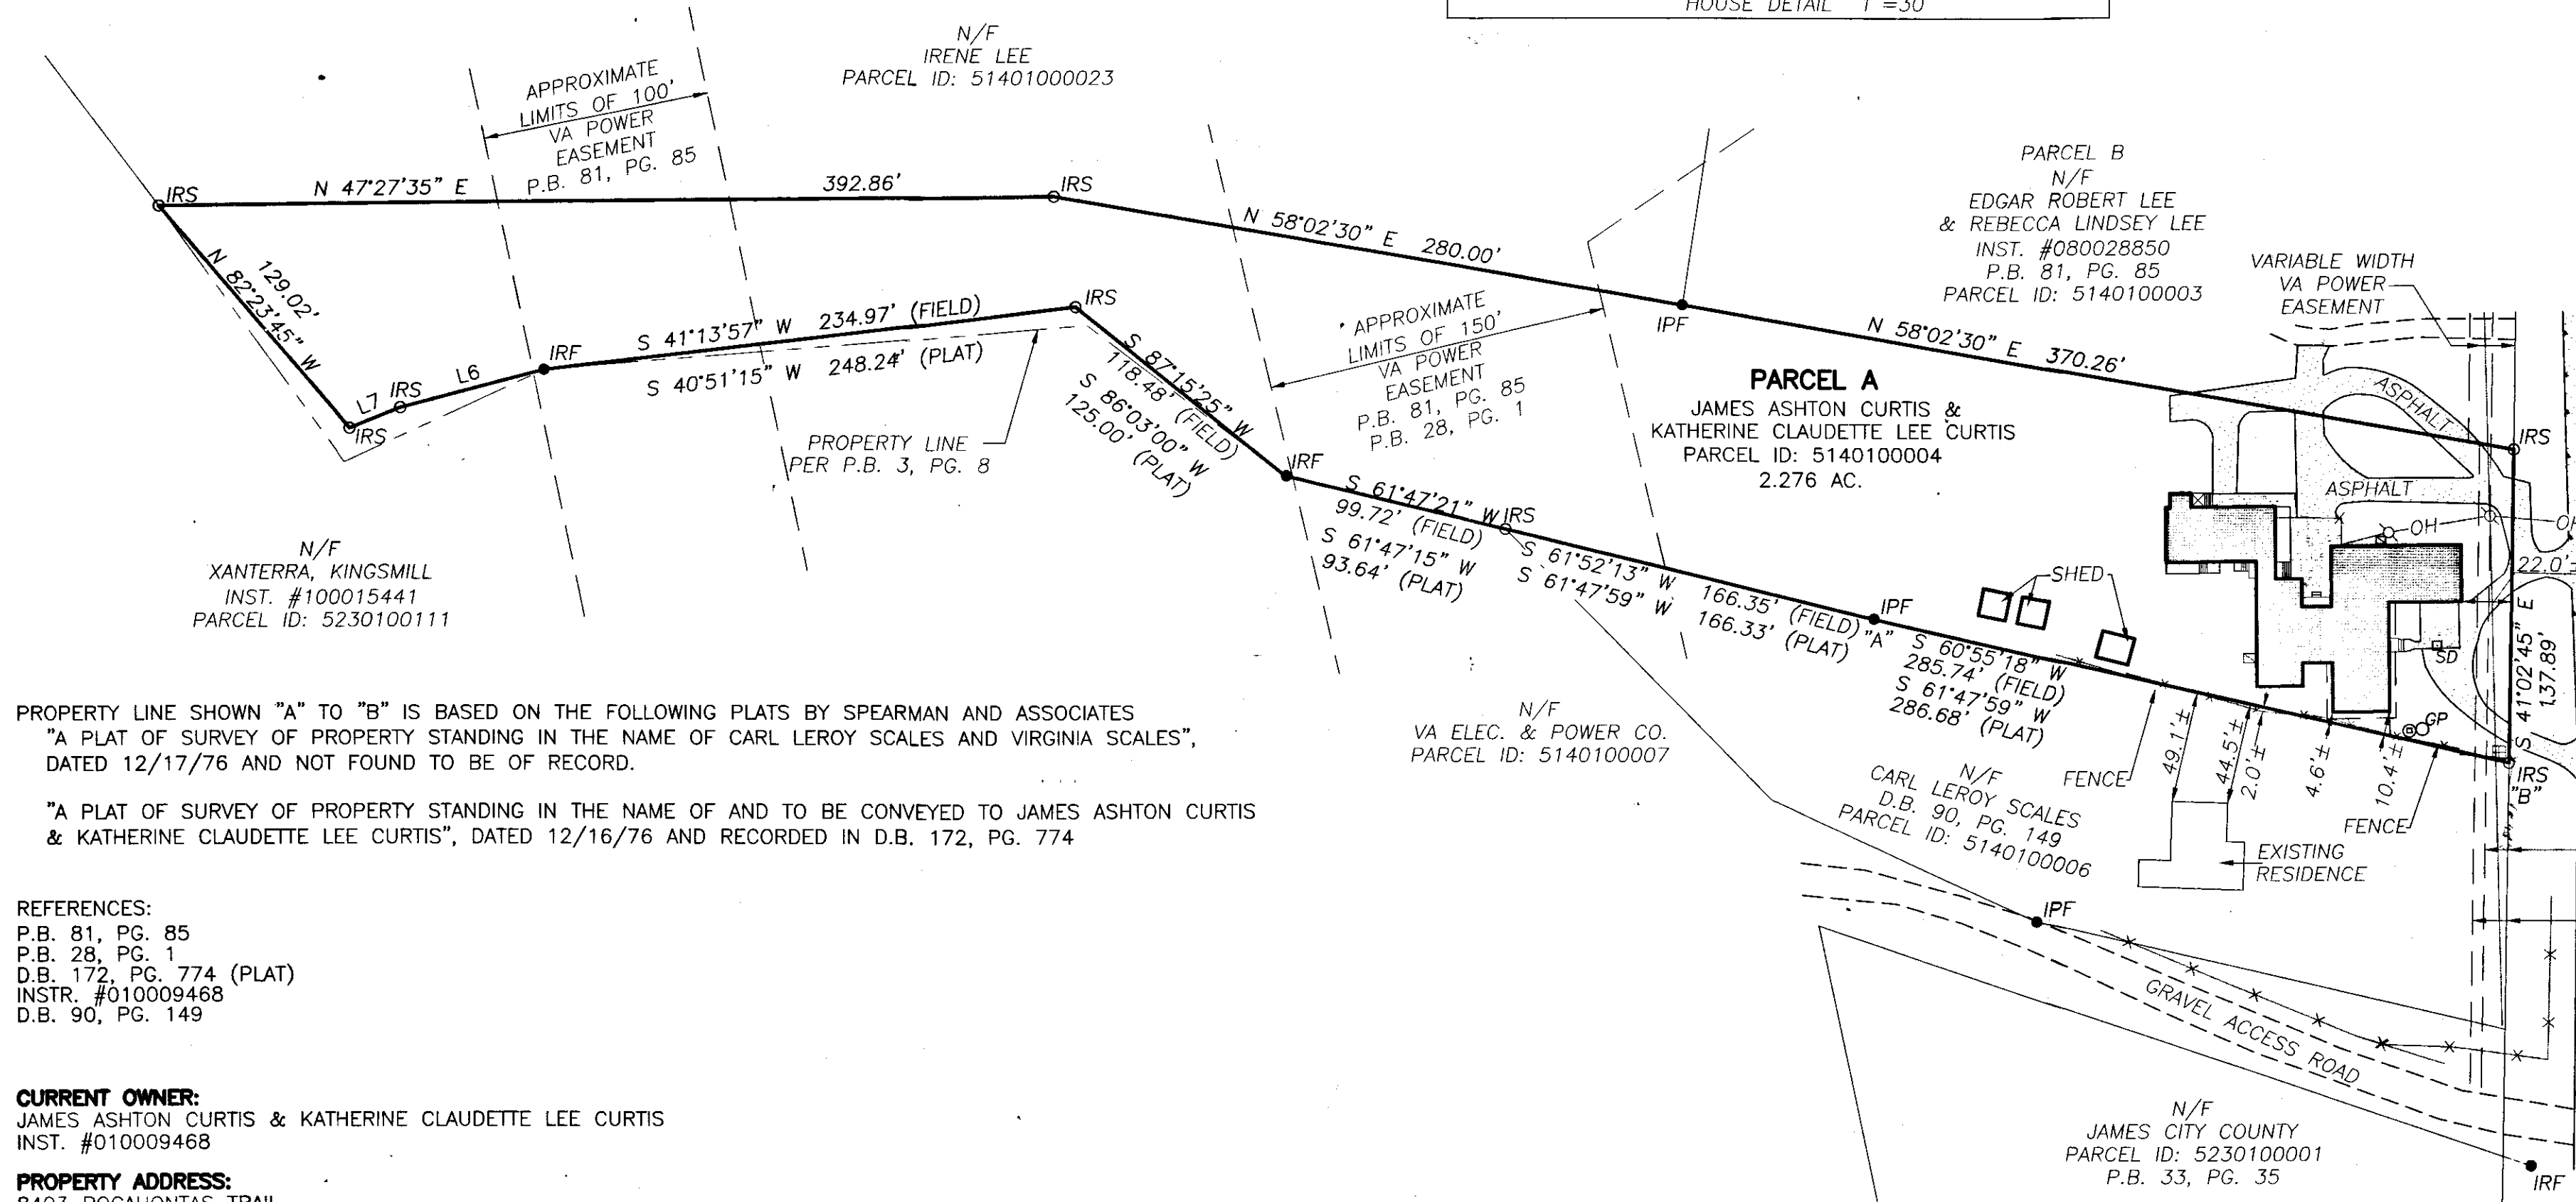 HOUSE DETAIL 1"=30'
N/F
IRENE LEE
PARCEL ID: 51401000023
APPROXIMATE
LIMITS OF 100'
VA POWER
EASEMENT
P.B. 81, PG. 85
IRS
N 47°27'35" E 392.86'
IRS
N 58°02'30" E 280.00'
IPF
PARCEL B
N/F
EDGAR ROBERT LEE
& REBECCA LINDSEY LEE
INST. #080028850
P.B. 81, PG. 85
PARCEL ID: 5140100003
VARIABLE WIDTH
VA POWER
EASEMENT
N 58°02'30" E 370.26'
ASPHALT
IRS
129.02'
N 82°23'45" W
L7
IRS
L6
IRS
IRF
S 41°13'57" W 234.97' (FIELD)
S 40°51'15" W 248.24' (PLAT)
IRS
S 87°15'25" W
118.48' (FIELD)
S 86°03'00" W
125.00' (PLAT)
PROPERTY LINE
PER P.B. 3, PG. 8
APPROXIMATE
LIMITS OF 150'
VA POWER
EASEMENT
P.B. 81, PG. 85
P.B. 28, PG. 1
PARCEL A
JAMES ASHTON CURTIS &
KATHERINE CLAUDETTE LEE CURTIS
PARCEL ID: 5140100004
2.276 AC.
ASPHALT
OH
OH
22.0'±
S 41°02'45" E
137.89'
IRF
S 61°47'21" W
99.72' (FIELD)
S 61°47'15" W
93.64' (PLAT)
IRS
S 61°52'13" W 166.35' (FIELD)
S 61°47'59" W 166.33' (PLAT)
IPF
"A"
SHED
S 60°55'18" W
285.74' (FIELD)
S 61°47'59" W
286.68' (PLAT)
SD
GP
FENCE
49.1'±
44.5'±
2.0'±
4.6'±
10.4'±
FENCE
IRS
"B"
N/F
XANTERRA, KINGSMILL
INST. #100015441
PARCEL ID: 5230100111
N/F
VA ELEC. & POWER CO.
PARCEL ID: 5140100007
N/F
CARL LEROY SCALES
D.B. 90, PG. 149
PARCEL ID: 5140100006
EXISTING
RESIDENCE
IPF
GRAVEL ACCESS ROAD
N/F
JAMES CITY COUNTY
PARCEL ID: 5230100001
P.B. 33, PG. 35
IRF
PROPERTY LINE SHOWN "A" TO "B" IS BASED ON THE FOLLOWING PLATS BY SPEARMAN AND ASSOCIATES
"A PLAT OF SURVEY OF PROPERTY STANDING IN THE NAME OF CARL LEROY SCALES AND VIRGINIA SCALES",
DATED 12/17/76 AND NOT FOUND TO BE OF RECORD.
"A PLAT OF SURVEY OF PROPERTY STANDING IN THE NAME OF AND TO BE CONVEYED TO JAMES ASHTON CURTIS
& KATHERINE CLAUDETTE LEE CURTIS", DATED 12/16/76 AND RECORDED IN D.B. 172, PG. 774
REFERENCES:
P.B. 81, PG. 85
P.B. 28, PG. 1
D.B. 172, PG. 774 (PLAT)
INSTR. #010009468
D.B. 90, PG. 149
CURRENT OWNER:
JAMES ASHTON CURTIS & KATHERINE CLAUDETTE LEE CURTIS
INST. #010009468
PROPERTY ADDRESS:
8403 POCAHONTAS TRAIL